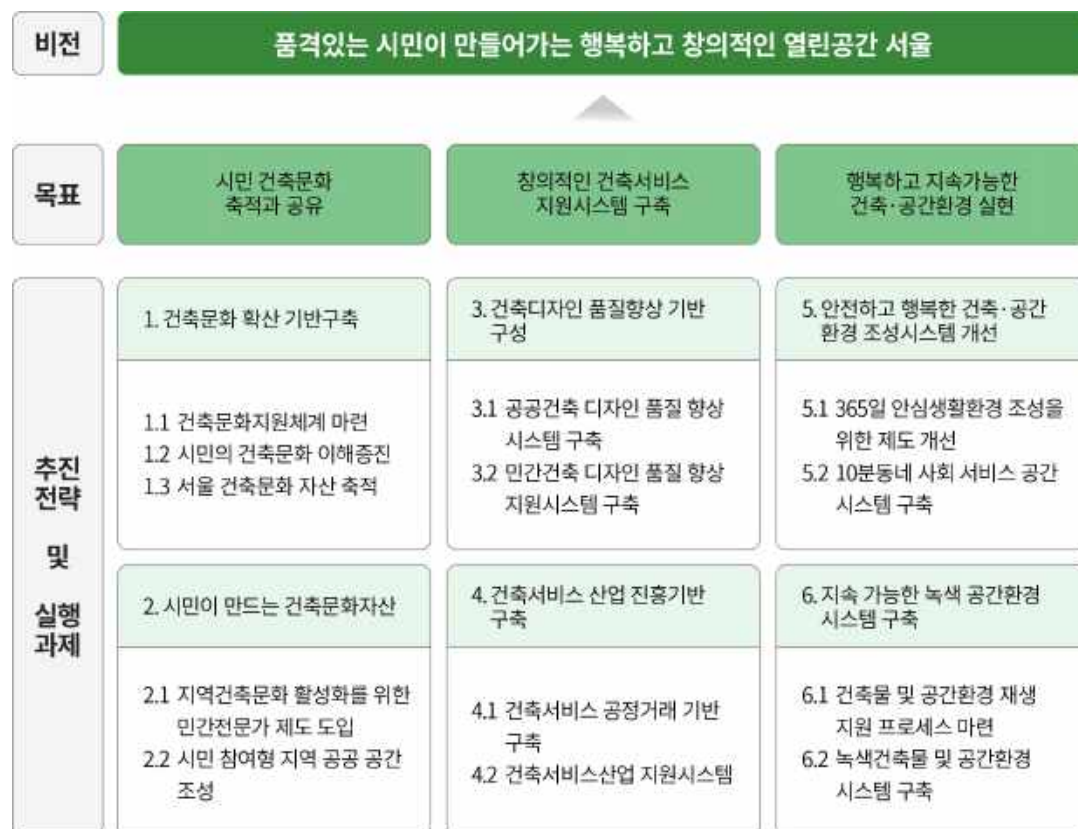 비전
품격있는 시민이 만들어가는 행복하고 창의적인 열린공간 서울
목표
시민 건축문화
축적과 공유
창의적인 건축서비스
지원시스템 구축
행복하고 지속가능한
건축·공간환경 실현
추진
전략
및
실행
과제
1. 건축문화 확산 기반구축
1.1 건축문화지원체계 마련
1.2 시민의 건축문화 이해증진
1.3 서울 건축문화 자산 축적
2. 시민이 만드는 건축문화자산
2.1 지역건축문화 활성화를 위한
민간전문가 제도 도입
2.2 시민 참여형 지역 공공 공간
조성
3. 건축디자인 품질향상 기반
구성
3.1 공공건축 디자인 품질 향상
시스템 구축
3.2 민간건축 디자인 품질 향상
지원시스템 구축
4. 건축서비스 산업 진흥기반
구축
4.1 건축서비스 공정거래 기반
구축
4.2 건축서비스산업 지원시스템
5. 안전하고 행복한 건축·공간
환경 조성시스템 개선
5.1 365일 안심생활환경 조성을
위한 제도 개선
5.2 10분동네 사회 서비스 공간
시스템 구축
6. 지속 가능한 녹색 공간환경
시스템 구축
6.1 건축물 및 공간환경 재생
지원 프로세스 마련
6.2 녹색건축물 및 공간환경
시스템 구축